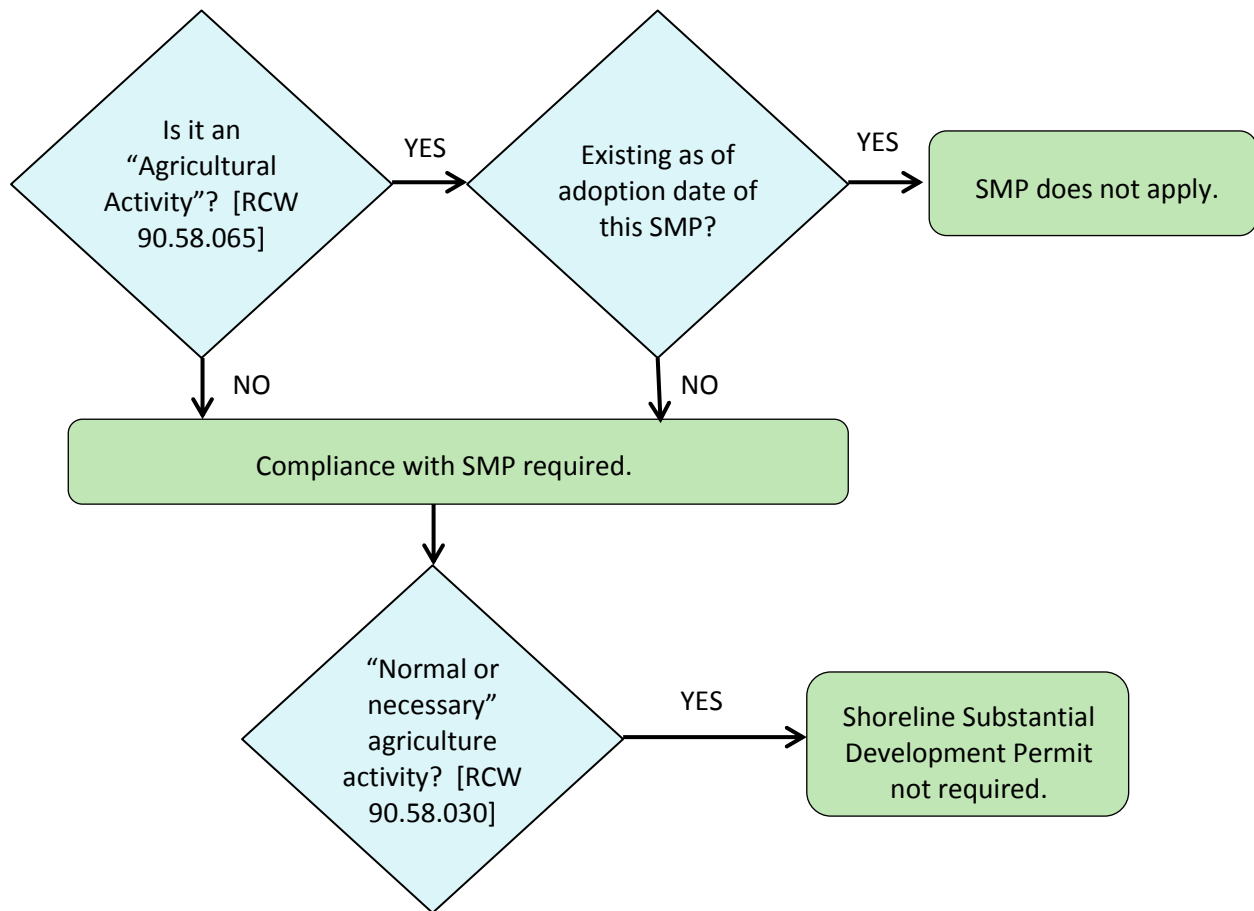 Is it an
“Agricultural
Activity”?  [RCW
90.58.065]
YES
Existing as of
adoption date of
this SMP?
YES
SMP does not apply.
NO
NO
Compliance with SMP required.
“Normal or
necessary”
agriculture
activity?  [RCW
90.58.030]
YES
Shoreline Substantial
Development Permit
not required.